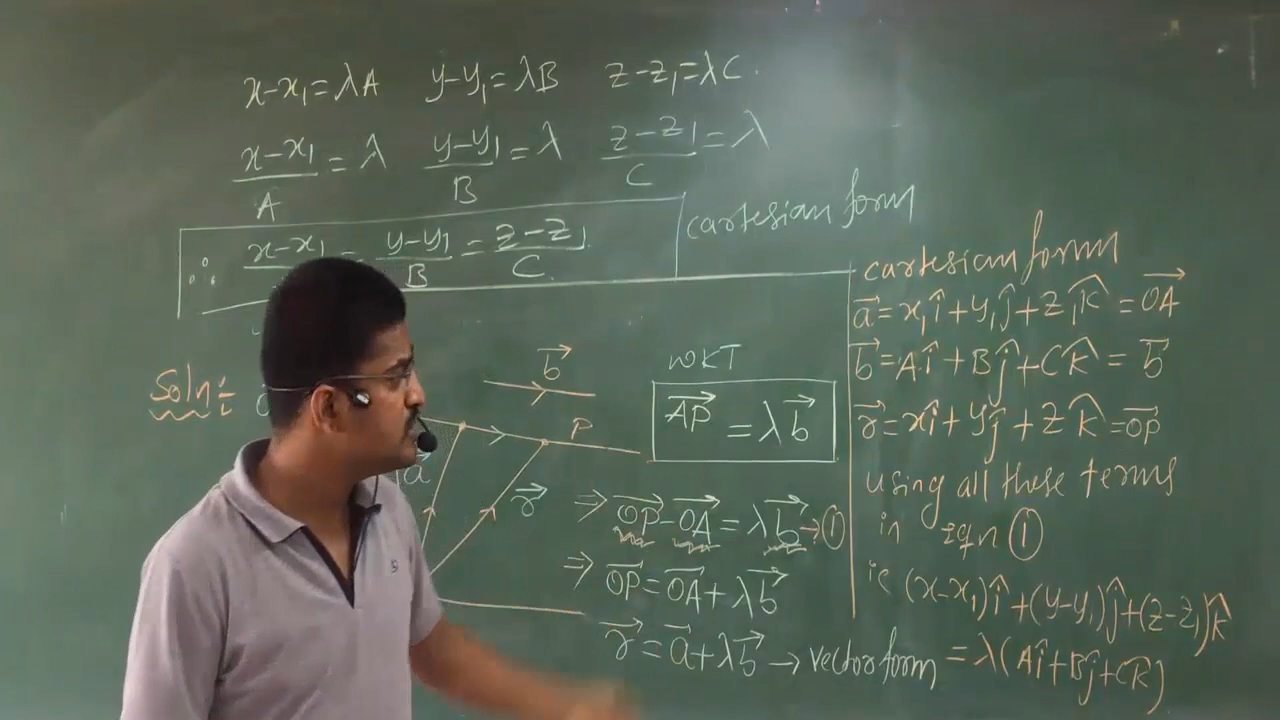 x-x₁=λA y-y₁=λB z-z₁=λC.
x-x₁/A = λ y-y₁/B = λ z-z₁/C = λ
∴ x-x₁ = y-y₁/B = z-z₁/C. cartesian form
Soln:
b⃗
P
a⃗
r⃗
WKT
AP⃗ = λb⃗
⇒ OP⃗-OA⃗ = λb⃗→①
⇒ OP⃗=OA⃗+λb⃗
r⃗=a⃗+λb⃗ → vector form
cartesian form
a⃗=x₁î+y₁ĵ+z₁k̂=OA⃗
b⃗=Aî+Bĵ+Ck̂=b⃗
r⃗=xî+yĵ+zk̂=OP⃗
using all these terms
in eqn ①
ie (x-x₁)î+(y-y₁)ĵ+(z-z₁)k̂
=λ(Aî+Bĵ+Ck̂)